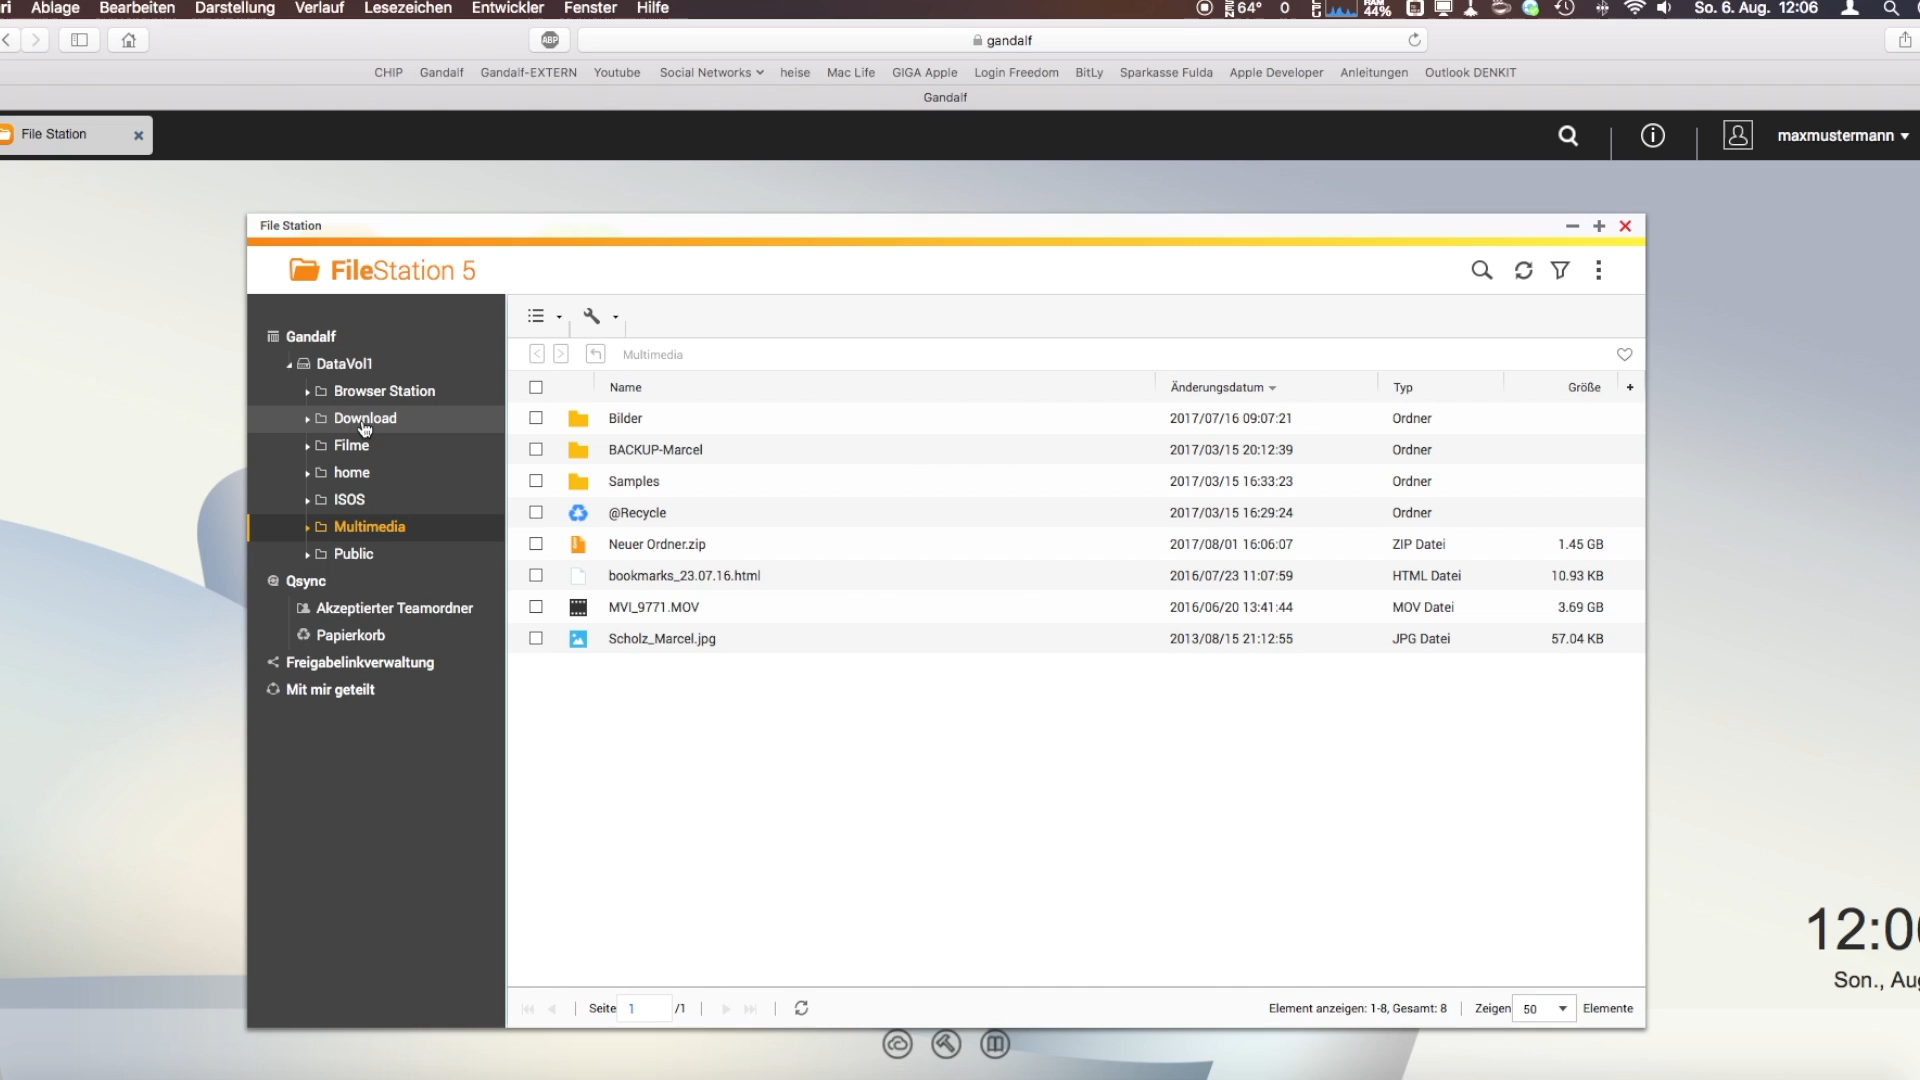 ri Ablage Bearbeiten Darstellung Verlauf Lesezeichen Entwickler Fenster Hilfe 64° 0 44% So. 6. Aug. 12:06
ABP gandalf
CHIP Gandalf Gandalf-EXTERN Youtube Social Networks heise Mac Life GIGA Apple Login Freedom BitLy Sparkasse Fulda Apple Developer Anleitungen Outlook DENKIT
Gandalf
File Station maxmustermann
File Station
FileStation 5
Gandalf
DataVol1
Browser Station
Download
Filme
home
ISOS
Multimedia
Public
Qsync
Akzeptierter Teamordner
Papierkorb
Freigabelinkverwaltung
Mit mir geteilt
Multimedia
Name Änderungsdatum Typ Größe +
Bilder 2017/07/16 09:07:21 Ordner
BACKUP-Marcel 2017/03/15 20:12:39 Ordner
Samples 2017/03/15 16:33:23 Ordner
@Recycle 2017/03/15 16:29:24 Ordner
Neuer Ordner.zip 2017/08/01 16:06:07 ZIP Datei 1.45 GB
bookmarks_23.07.16.html 2016/07/23 11:07:59 HTML Datei 10.93 KB
MVI_9771.MOV 2016/06/20 13:41:44 MOV Datei 3.69 GB
Scholz_Marcel.jpg 2013/08/15 21:12:55 JPG Datei 57.04 KB
Seite 1 /1 Element anzeigen: 1-8, Gesamt: 8 Zeigen 50 Elemente
12:06
Son., Aug